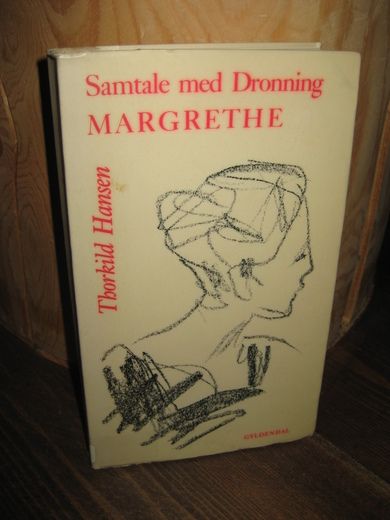 Samtale med Dronning
MARGRETHE
Thorkild Hansen
GYLDENDAL